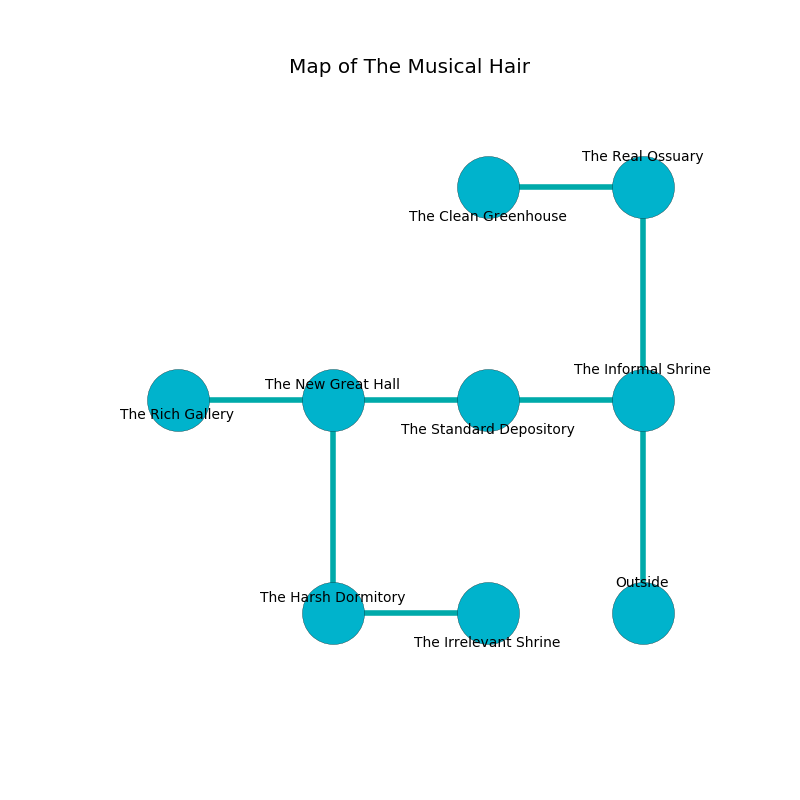 Map of The Musical Hair
The Real Ossuary
The Clean Greenhouse
The Informal Shrine
The New Great Hall
The Rich Gallery
The Standard Depository
Outside
The Harsh Dormitory
The Irrelevant Shrine